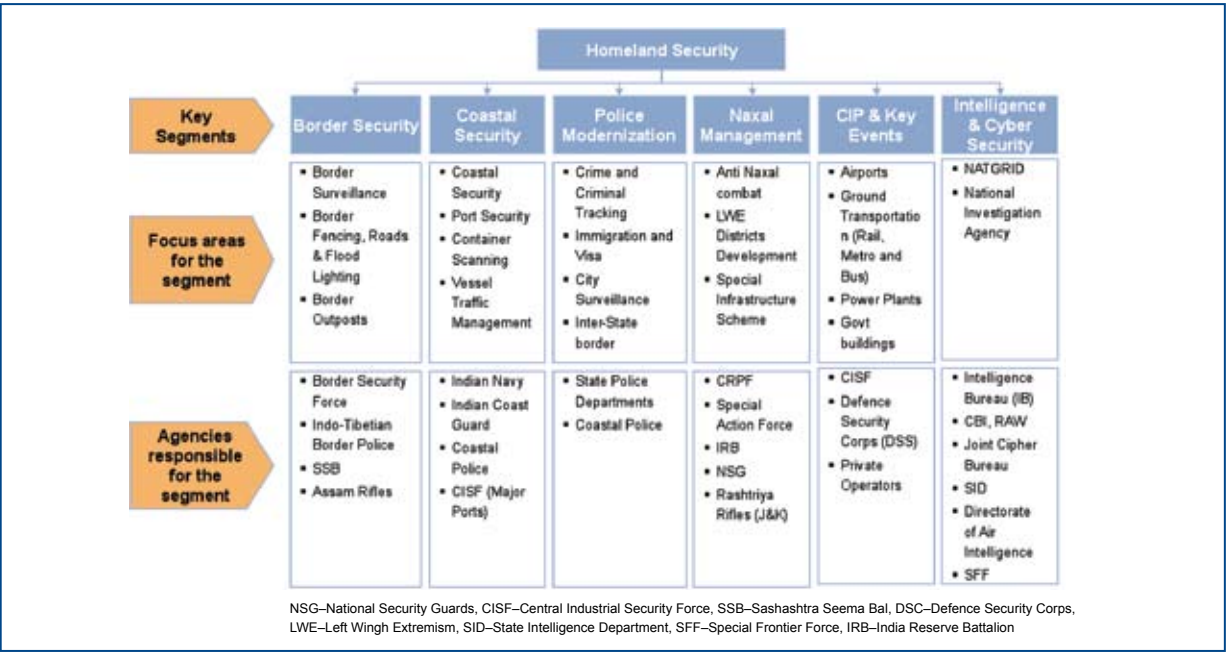 Homeland Security
Key
Segments
Border Security
Coastal
Security
Police
Modernization
Naxal
Management
CIP & Key
Events
Intelligence
& Cyber
Security
Focus areas
for the
segment
▪ Border
Surveillance
▪ Border
Fencing, Roads
& Flood
Lighting
▪ Border
Outposts
▪ Coastal
Security
▪ Port Security
▪ Container
Scanning
▪ Vessel
Traffic
Management
▪ Crime and
Criminal
Tracking
▪ Immigration and
Visa
▪ City
Surveillance
▪ Inter-State
border
▪ Anti Naxal
combat
▪ LWE
Districts
Development
▪ Special
Infrastructure
Scheme
▪ Airports
▪ Ground
Transportatio
n (Rail,
Metro and
Bus)
▪ Power Plants
▪ Govt
buildings
▪ NATGRID
▪ National
Investigation
Agency
Agencies
responsible
for the
segment
▪ Border Security
Force
▪ Indo-Tibetian
Border Police
▪ SSB
▪ Assam Rifles
▪ Indian Navy
▪ Indian Coast
Guard
▪ Coastal
Police
▪ CISF (Major
Ports)
▪ State Police
Departments
▪ Coastal Police
▪ CRPF
▪ Special
Action Force
▪ IRB
▪ NSG
▪ Rashtriya
Rifles (J&K)
▪ CISF
▪ Defence
Security
Corps (DSS)
▪ Private
Operators
▪ Intelligence
Bureau (IB)
▪ CBI, RAW
▪ Joint Cipher
Bureau
▪ SID
▪ Directorate
of Air
Intelligence
▪ SFF
NSG–National Security Guards, CISF–Central Industrial Security Force, SSB–Sashashtra Seema Bal, DSC–Defence Security Corps,
LWE–Left Wingh Extremism, SID–State Intelligence Department, SFF–Special Frontier Force, IRB–India Reserve Battalion